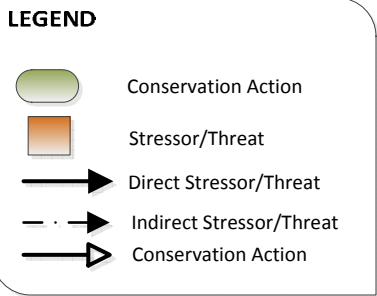 LEGEND
Conservation Action
Stressor/Threat
Direct Stressor/Threat
Indirect Stressor/Threat
Conservation Action